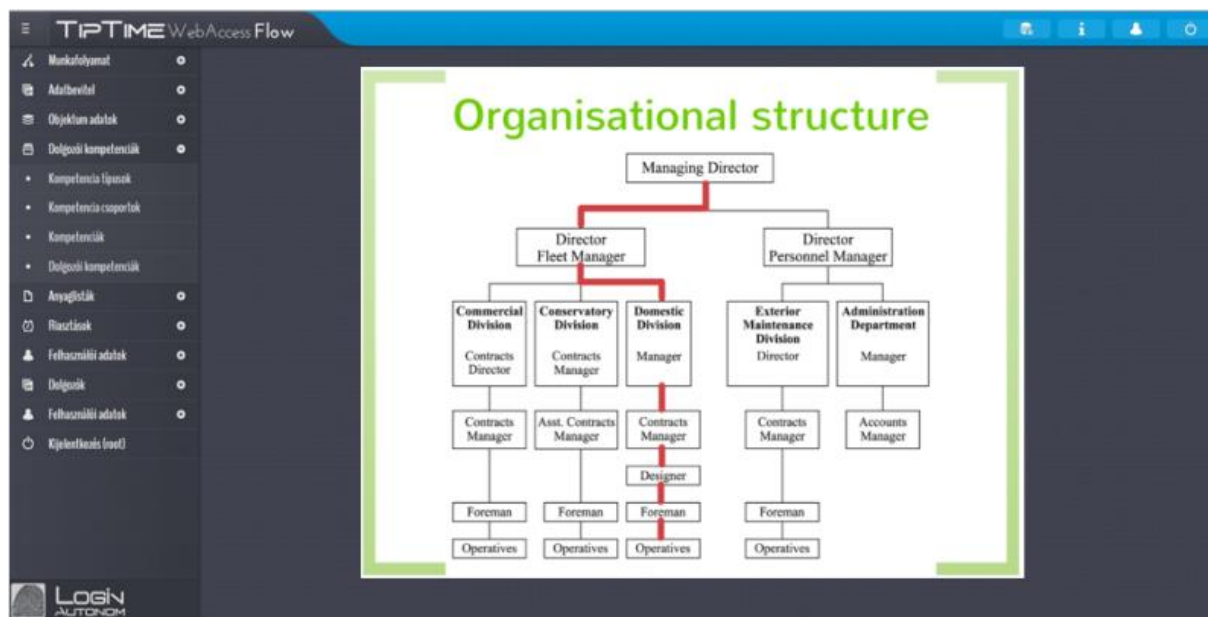 TIPTIME WebAccess Flow
Munkafolyamat
Adatbevitel
Objektum adatok
Dolgozói kompetenciák
Kompetencia típusok
Kompetencia csoportok
Kompetenciák
Dolgozói kompetenciák
Anyaglisták
Riasztások
Felhasználói adatok
Dolgozók
Felhasználói adatok
Kijelentkezés (root)
LOGIN
AUTONOM
Organisational structure
Managing Director
Director
Fleet Manager
Director
Personnel Manager
Commercial
Division
Contracts
Director
Conservatory
Division
Contracts
Manager
Domestic
Division
Manager
Exterior
Maintenance
Division
Director
Administration
Department
Manager
Contracts
Manager
Asst. Contracts
Manager
Contracts
Manager
Contracts
Manager
Accounts
Manager
Designer
Foreman
Foreman
Foreman
Foreman
Operatives
Operatives
Operatives
Operatives